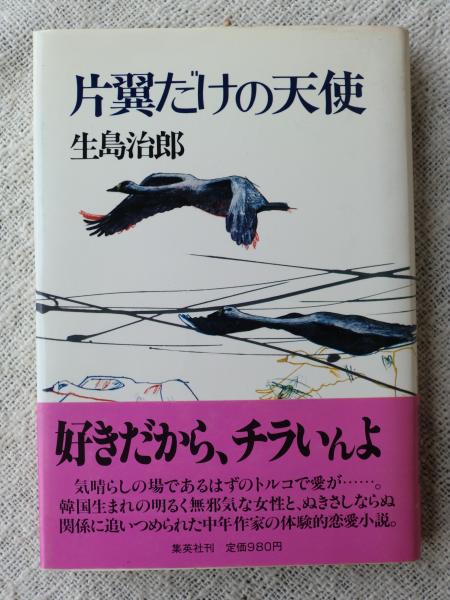 片翼だけの天使
生島治郎
好きだから、チラいんよ
気晴らしの場であるはずのトルコで愛が……。
韓国生まれの明るく無邪気な女性と、ぬきさしならぬ
関係に追いつめられた中年作家の体験的恋愛小説。
集英社刊 定価980円